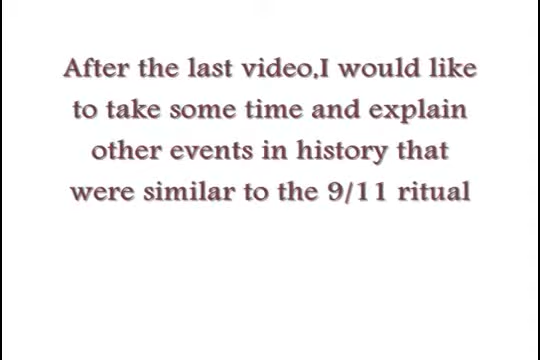 After the last video,I would like
to take some time and explain
other events in history that
were similar to the 9/11 ritual